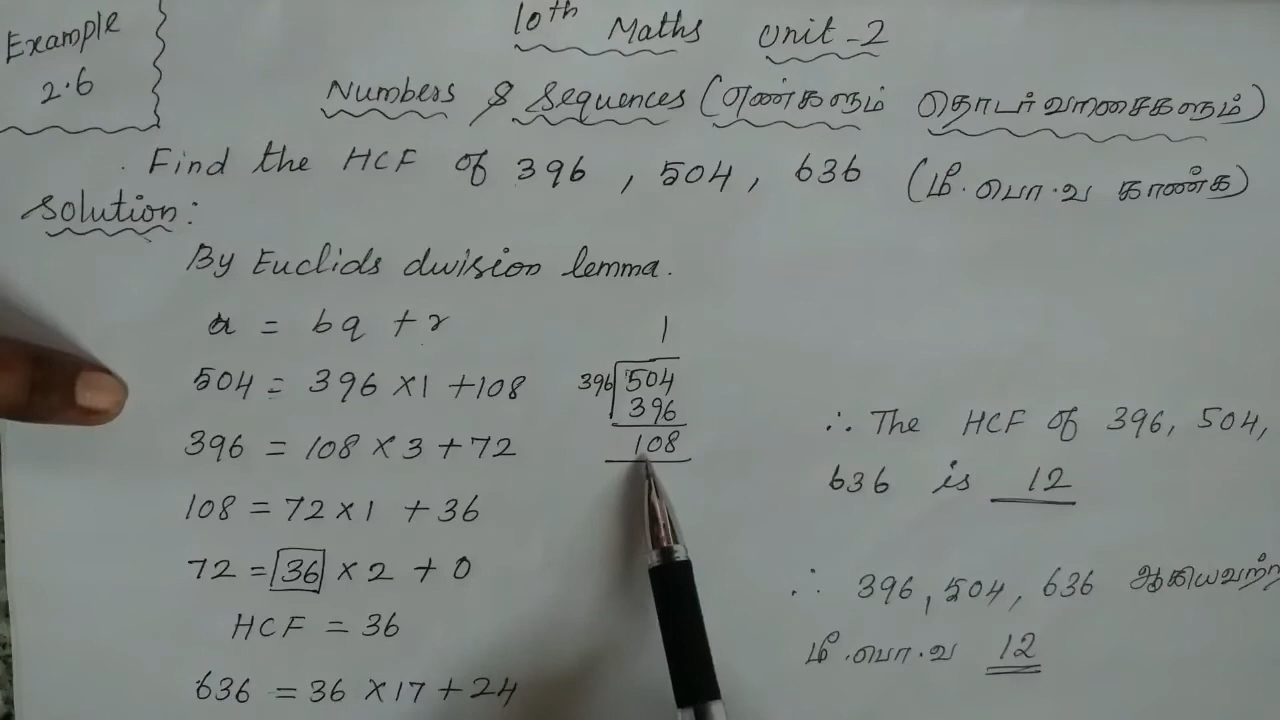 Example
2.6
10th Maths Unit-2
Numbers & Sequences (எண்களும் தொடர்வரிசைகளும்)
Find the HCF of 396, 504, 636 (மீ.பொ.வ காண்க)
Solution:
By Euclids division lemma.
a = bq + r
504 = 396 × 1 + 108
396 = 108 × 3 + 72
108 = 72 × 1 + 36
72 = 36 × 2 + 0
HCF = 36
636 = 36 × 17 + 24
1
396 504
396
108
∴ The HCF of 396, 504,
636 is 12
∴ 396, 504, 636
மீ.பொ.வ 12